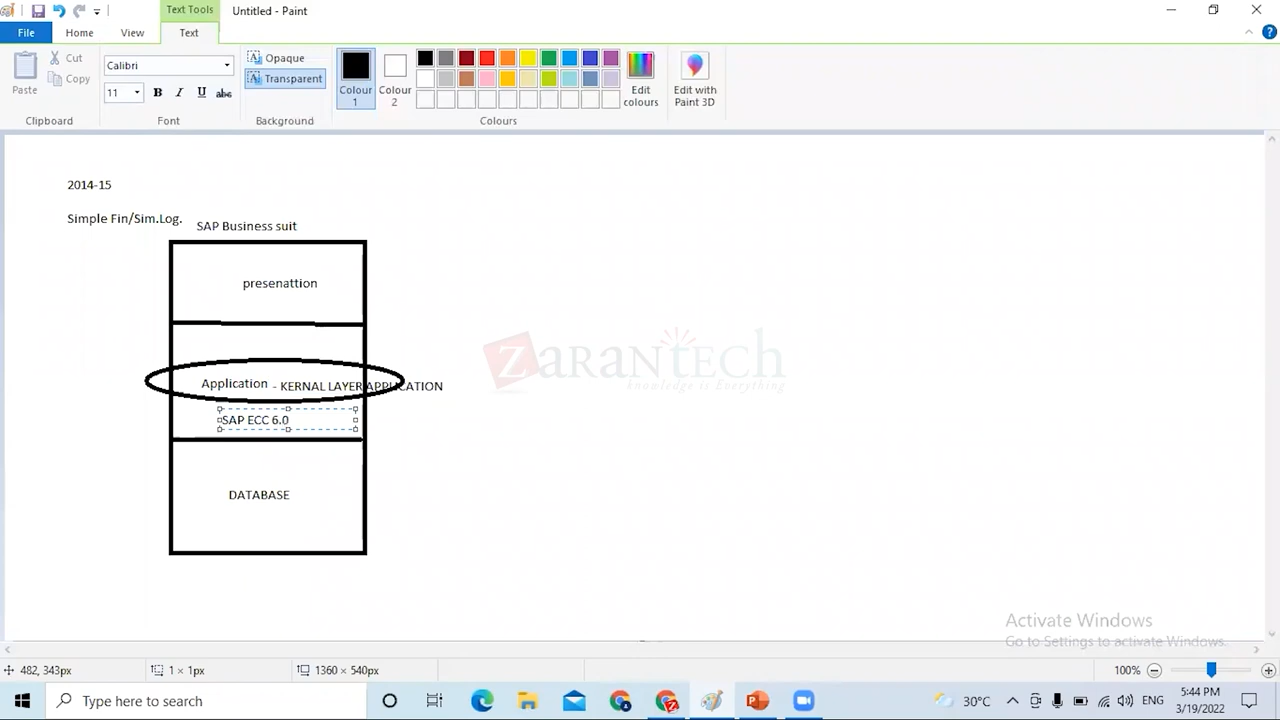 Text Tools
Untitled - Paint
File
Home
View
Text
Paste
Cut
Copy
Clipboard
Calibri
11
B
I
U
abc
Font
Opaque
Transparent
Background
Colour 1
Colour 2
Edit colours
Colours
Edit with Paint 3D
2014-15
Simple Fin/Sim.Log.
SAP Business suit
presenattion
Application - KERNAL LAYER APPLICATION
SAP ECC 6.0
DATABASE
ZaranTech
knowledge is Everything
Activate Windows
Go to Settings to activate Windows.
482, 343px
1 × 1px
1360 × 540px
100%
Type here to search
30°C
ENG
5:44 PM
3/19/2022